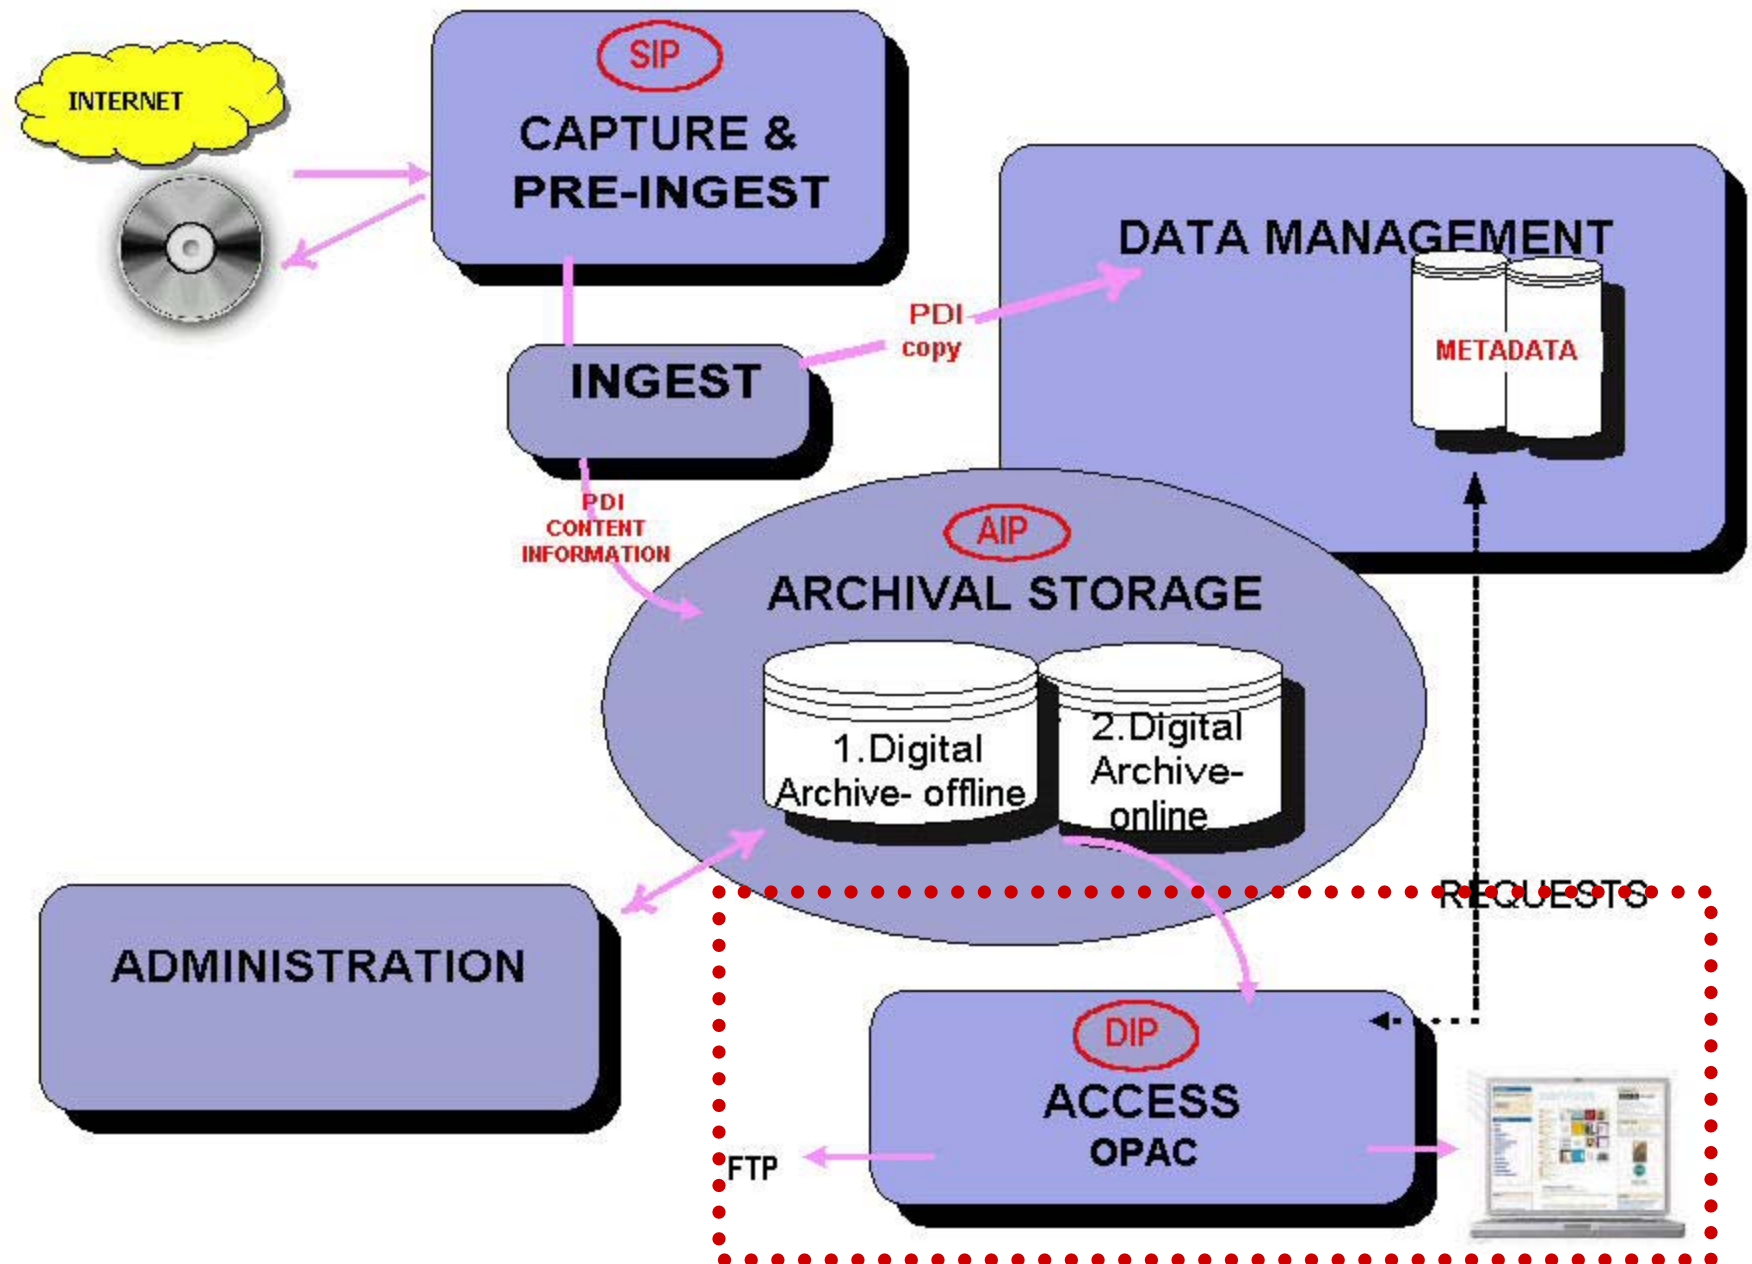 SIP
INTERNET
CAPTURE &
PRE-INGEST
DATA MANAGEMENT
PDI
copy
METADATA
INGEST
PDI
CONTENT
INFORMATION
AIP
ARCHIVAL STORAGE
1.Digital
Archive- offline
2.Digital
Archive-
online
REQUESTS
ADMINISTRATION
DIP
ACCESS
OPAC
FTP